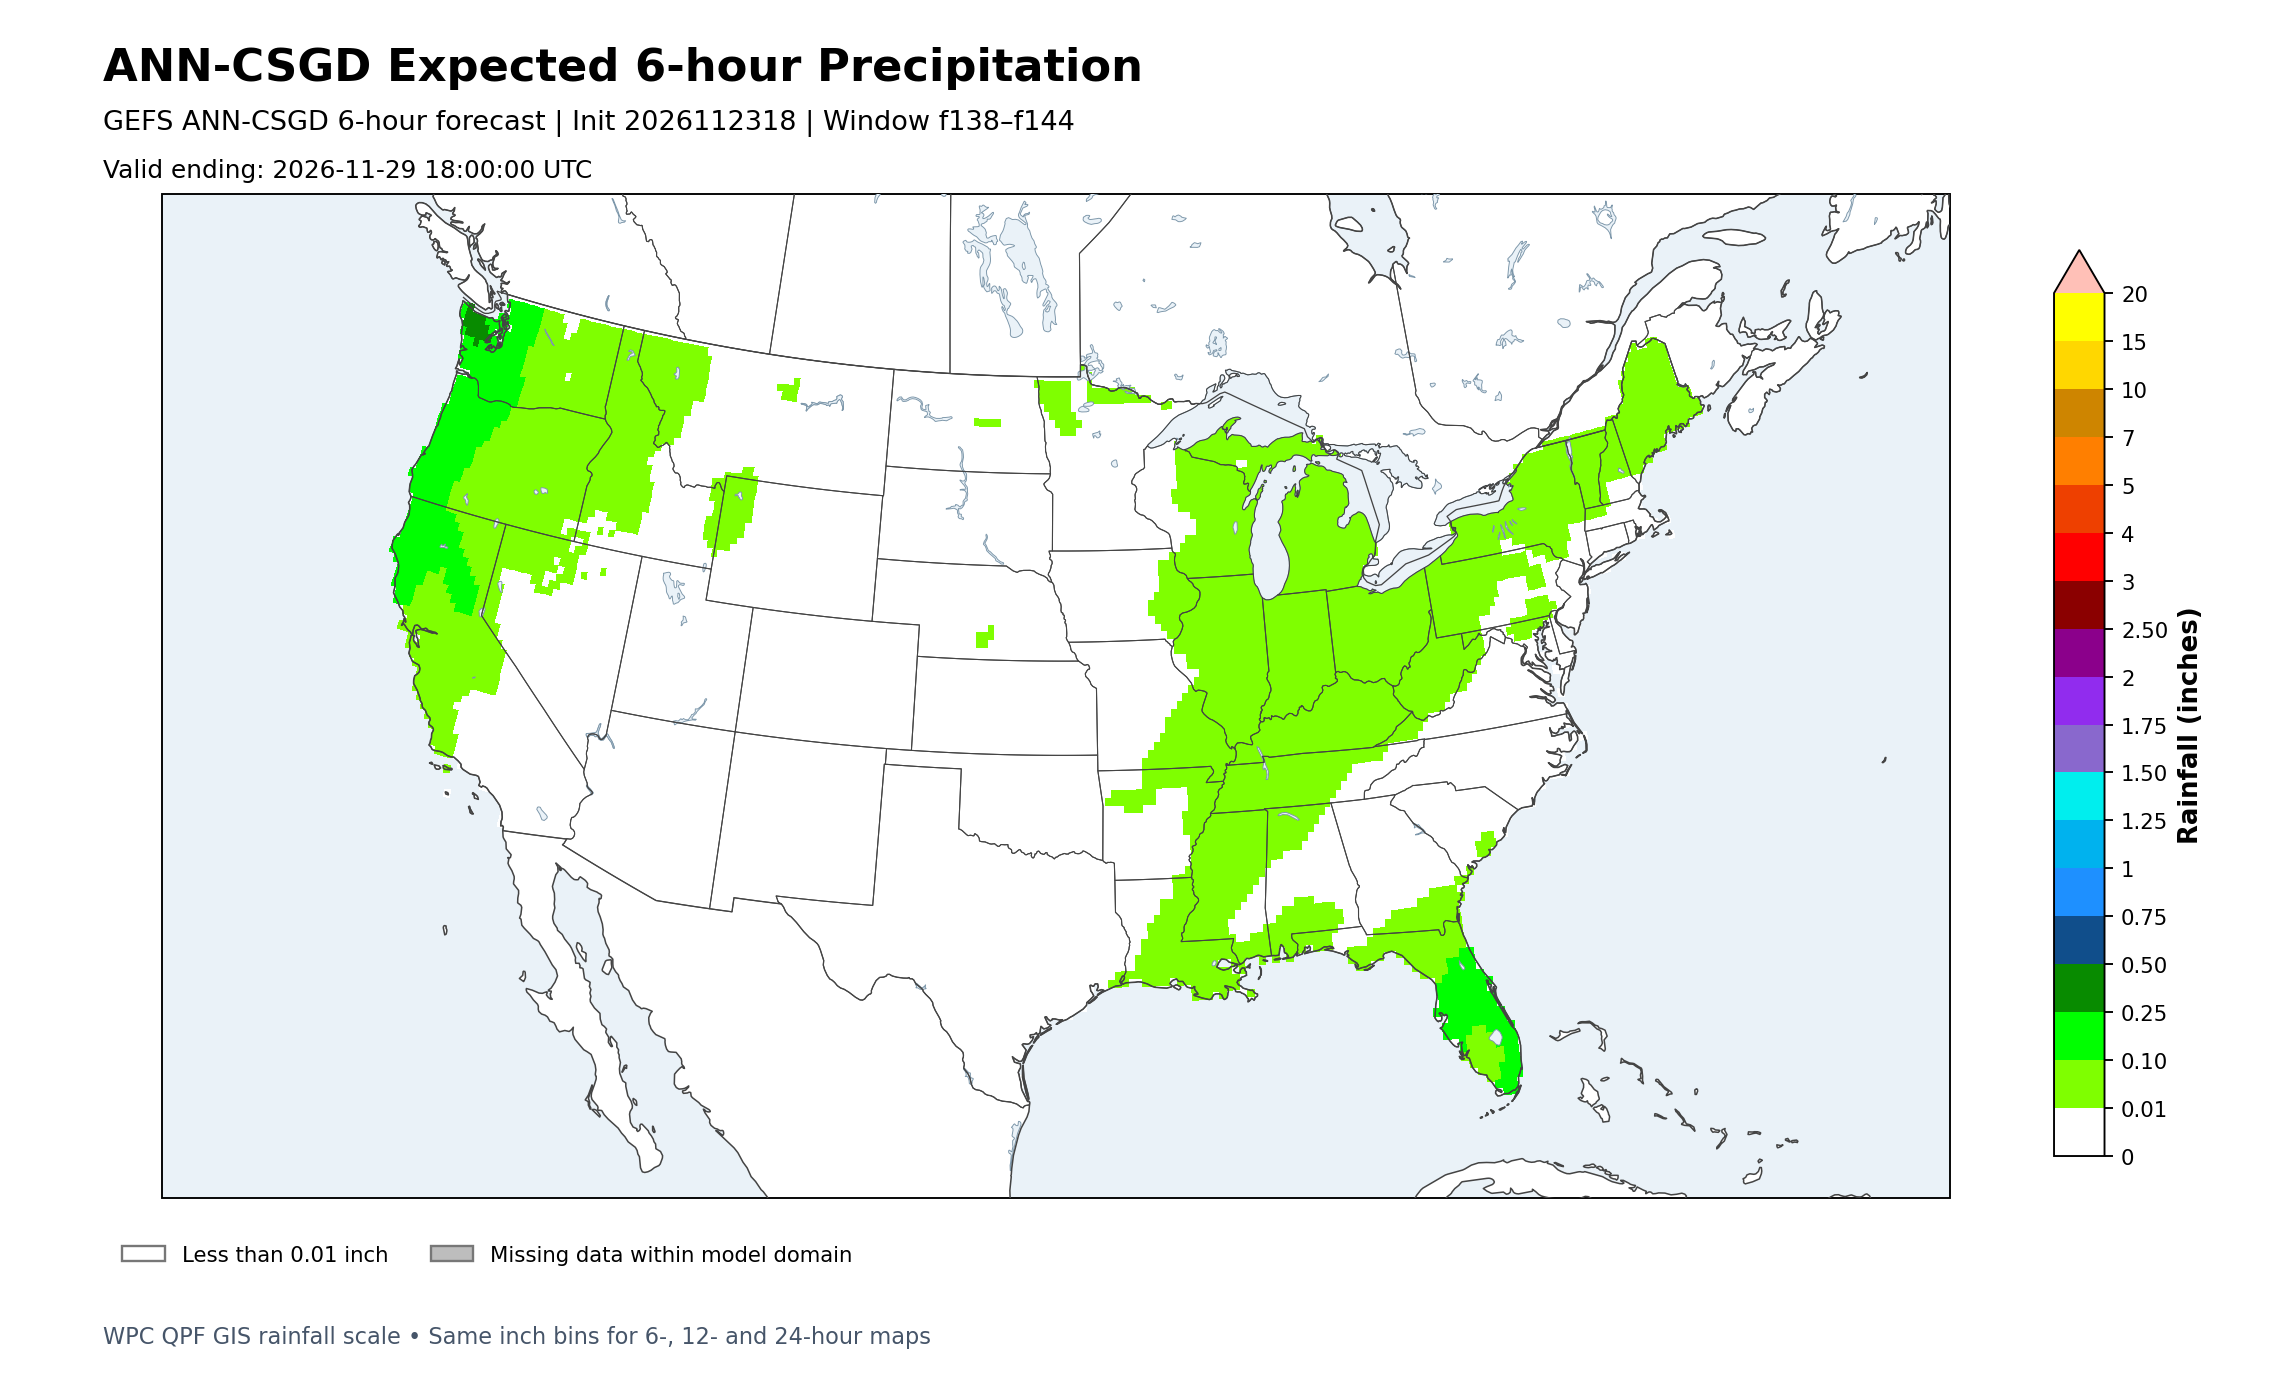 ANN-CSGD Expected 6-hour Precipitation
GEFS ANN-CSGD 6-hour forecast | Init 2026112318 | Window f138–f144
Valid ending: 2026-11-29 18:00:00 UTC
20
15
10
7
5
4
3
2.50
2
1.75
1.50
1.25
1
0.75
0.50
0.25
0.10
0.01
0
Rainfall (inches)
Less than 0.01 inch
Missing data within model domain
WPC QPF GIS rainfall scale • Same inch bins for 6-, 12- and 24-hour maps